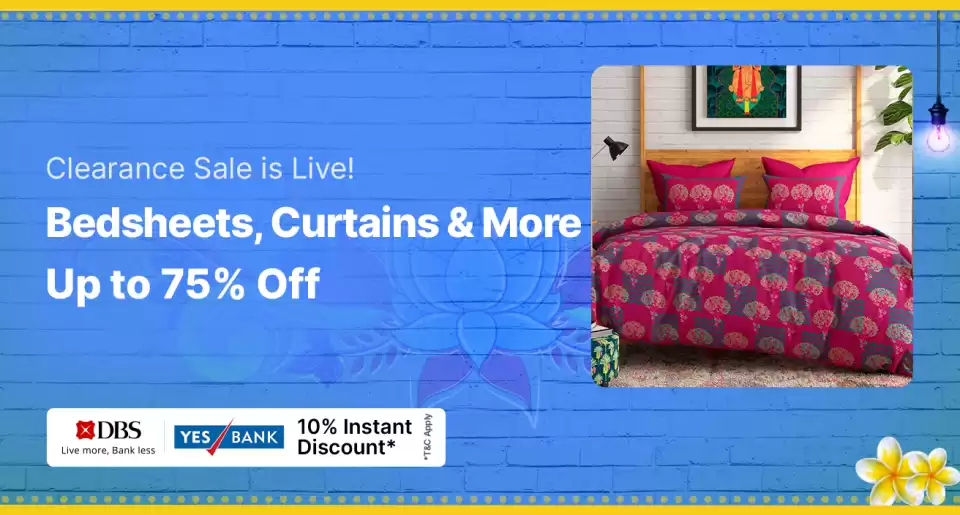 Clearance Sale is Live!
Bedsheets, Curtains & More
Up to 75% Off
DBS
Live more, Bank less
YES BANK
10% Instant
Discount*
*T&C Apply